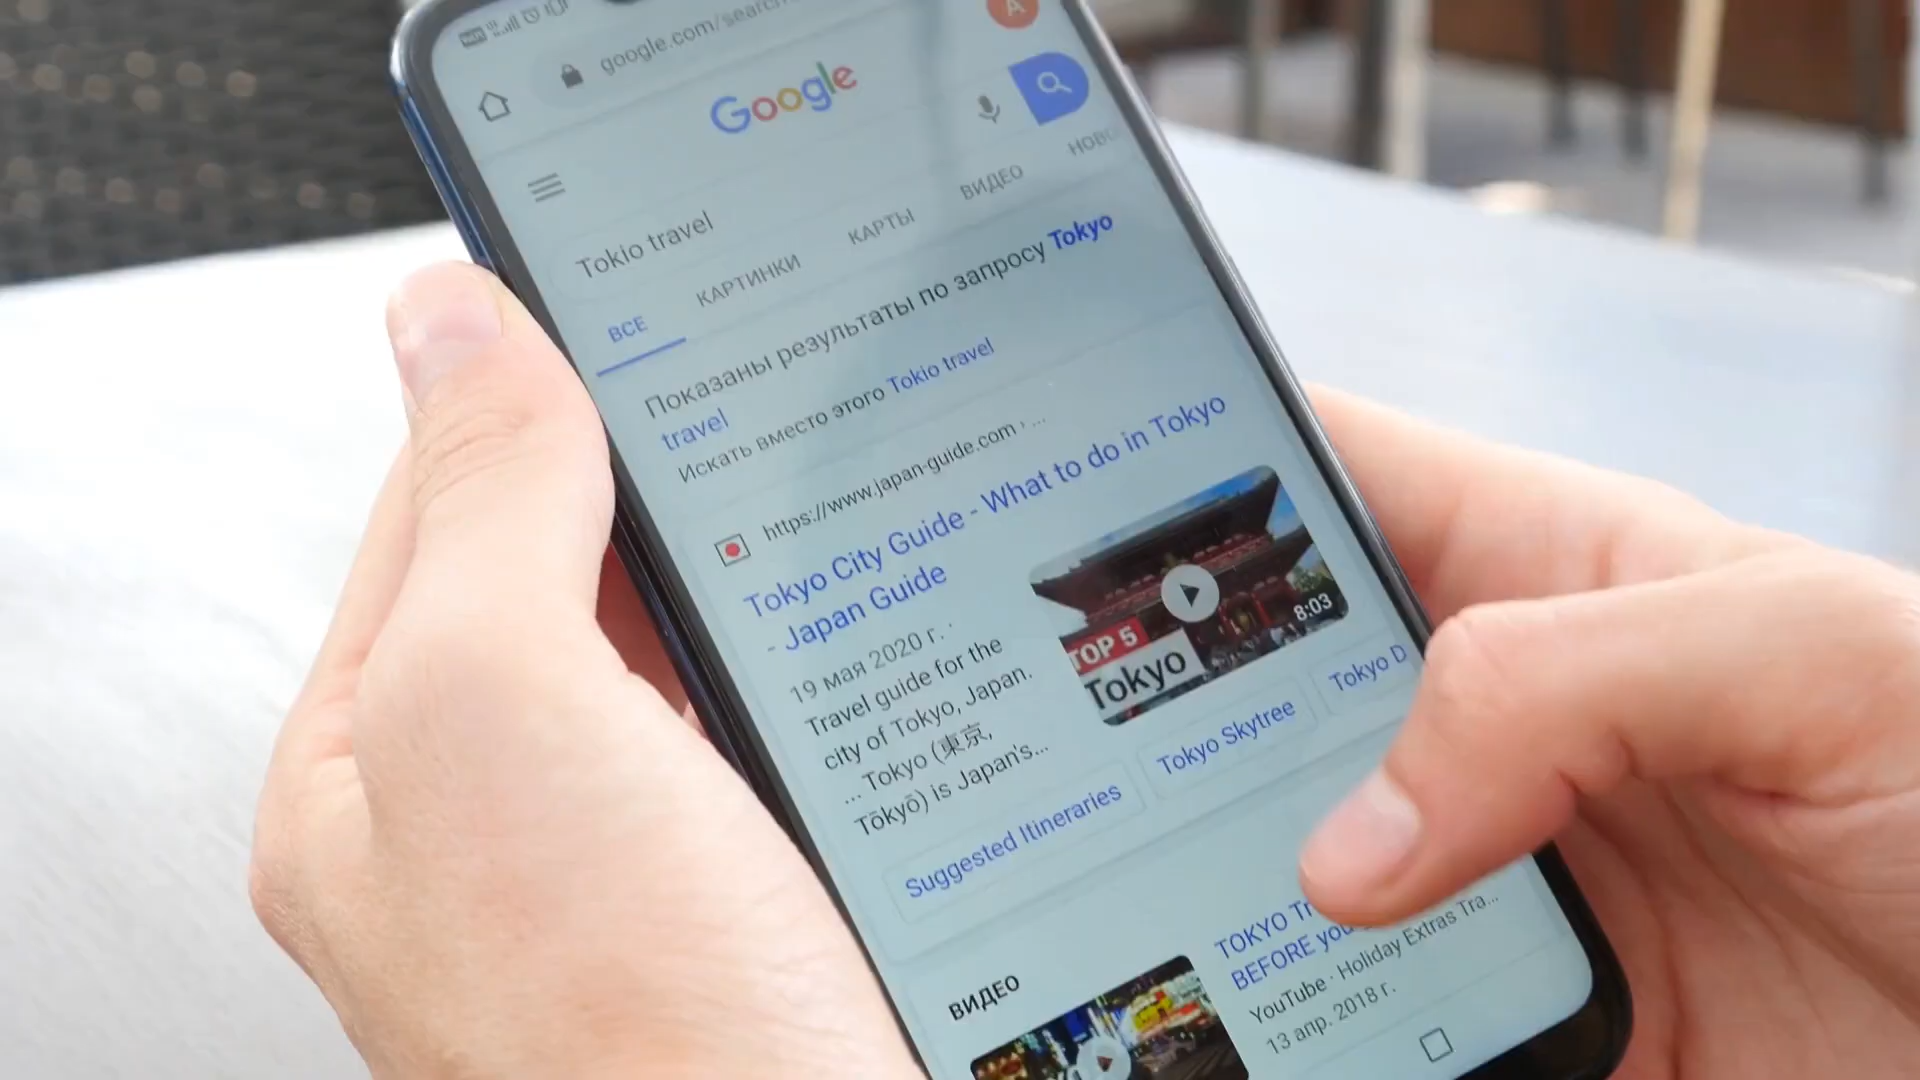 google.com/search
A
Google
Tokio travel
ВСЕ КАРТИНКИ КАРТЫ ВИДЕО
Показаны результаты по запросу Tokyo
travel
Искать вместо этого Tokio travel
https://www.japan-guide.com › ...
Tokyo City Guide - What to do in Tokyo
- Japan Guide
19 мая 2020 г. ·
Travel guide for the
city of Tokyo, Japan.
... Tokyo (東京,
Tōkyō) is Japan's...
TOP 5
Tokyo
8:03
Suggested Itineraries
Tokyo Skytree
Tokyo D
ВИДЕО
TOKYO
BEFORE
YouTube · Holiday Extras Tra...
13 апр. 2018 г.